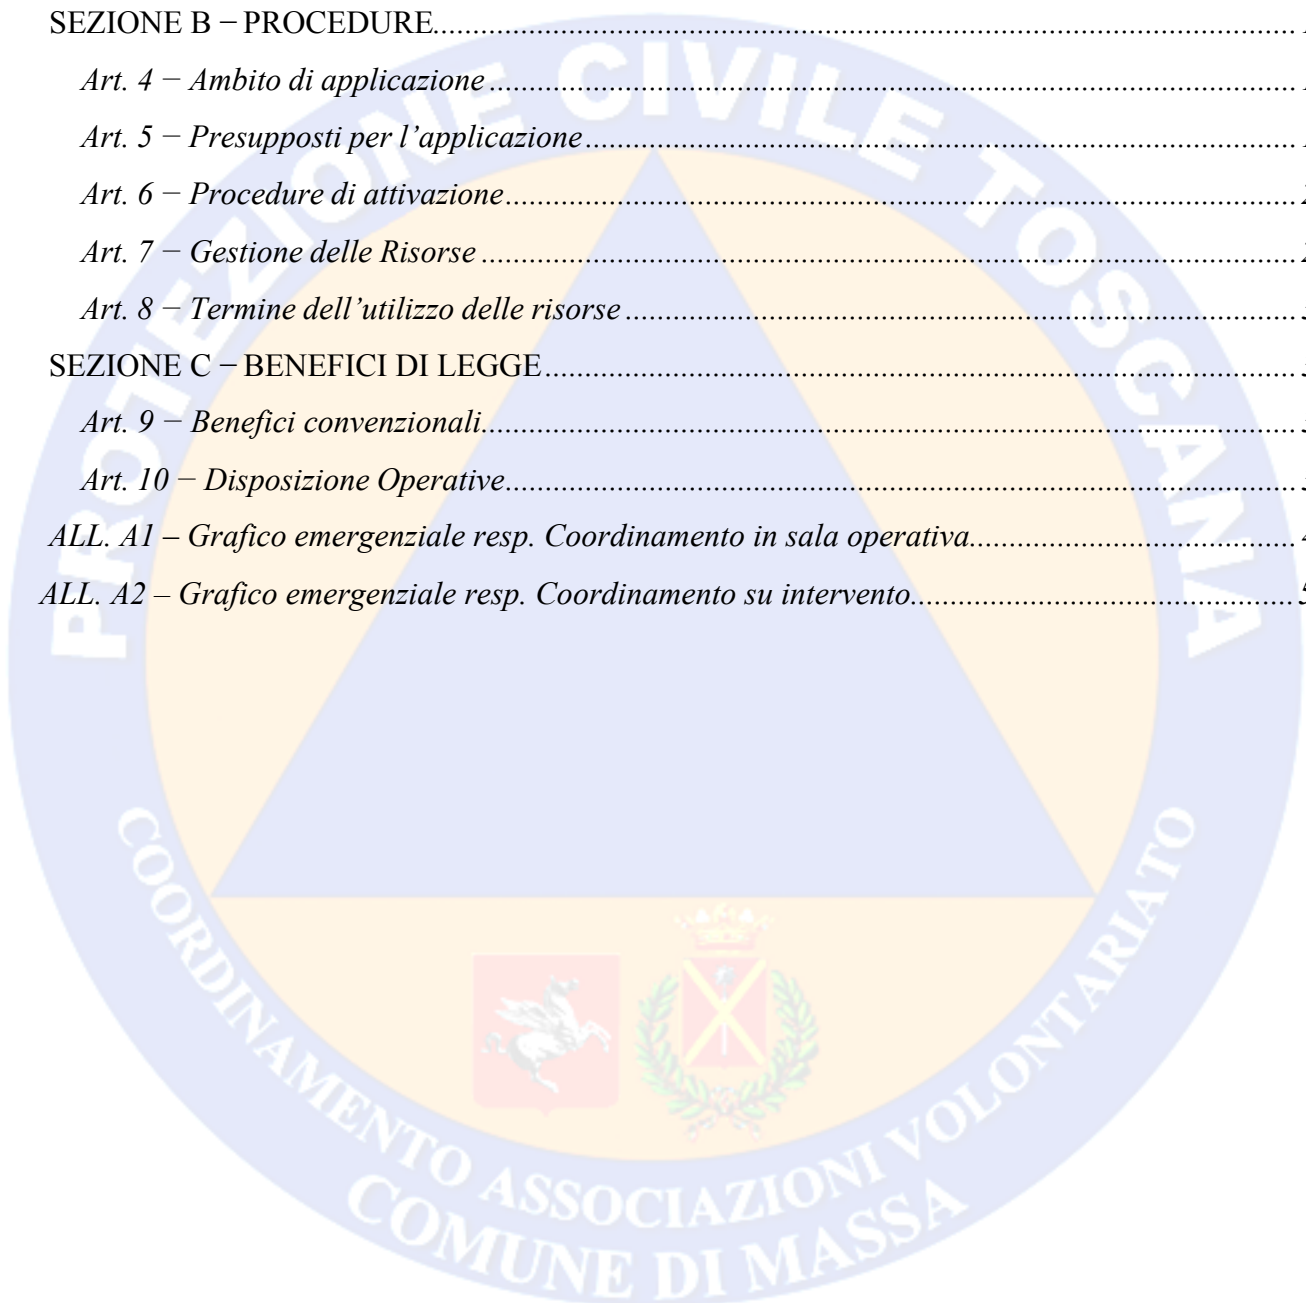 SEZIONE B − PROCEDURE
Art. 4 − Ambito di applicazione
Art. 5 − Presupposti per l’applicazione
Art. 6 − Procedure di attivazione
Art. 7 − Gestione delle Risorse
Art. 8 − Termine dell’utilizzo delle risorse
SEZIONE C − BENEFICI DI LEGGE
Art. 9 − Benefici convenzionali
Art. 10 − Disposizione Operative
ALL. A1 – Grafico emergenziale resp. Coordinamento in sala operativa
ALL. A2 – Grafico emergenziale resp. Coordinamento su intervento 5
PROTEZIONE CIVILE TOSCANA
COORDINAMENTO ASSOCIAZIONI VOLONTARIATO
COMUNE DI MASSA